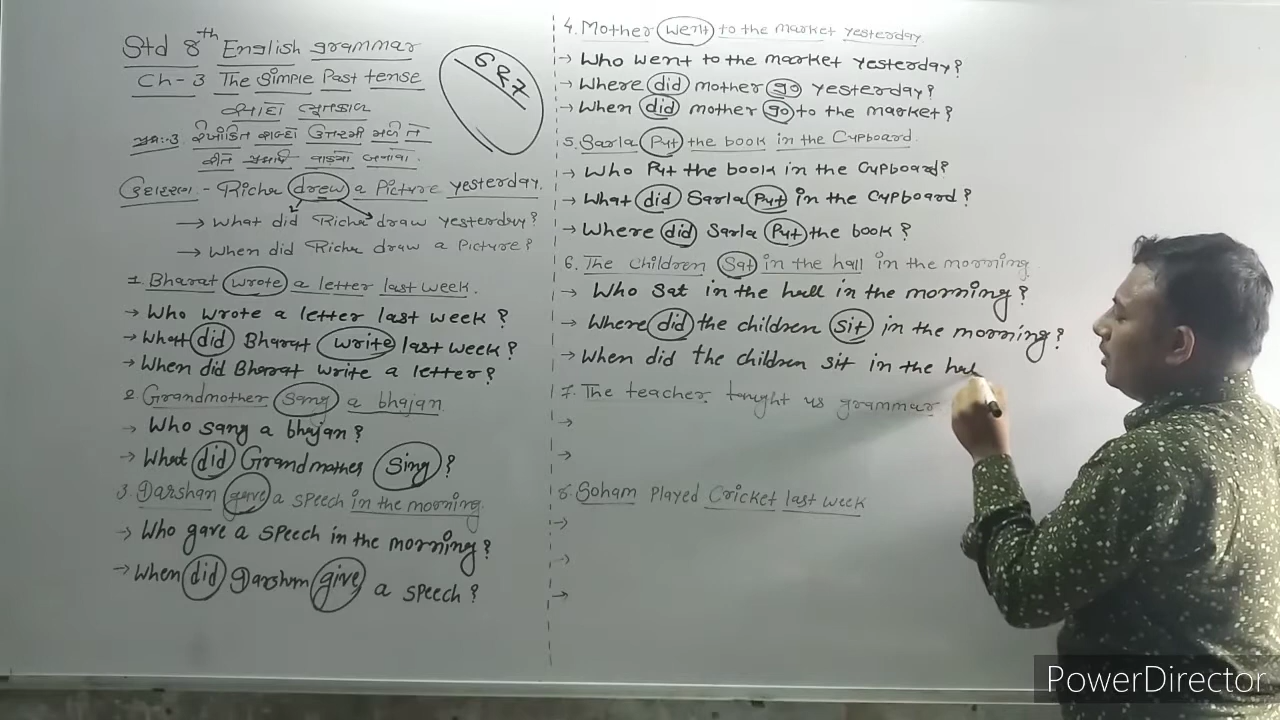 Std 8th English grammar
Ch-3 The Simple Past tense
સાદો ભૂતકાળ
6 & 7
ઉદાહરણ :- Richa drew a Picture yesterday.
→ What did Richa draw yesterday?
→ When did Richa draw a Picture?
1. Bharat wrote a letter last week.
→ Who wrote a letter last week?
→ What did Bharat write last week?
→ When did Bharat write a letter?
2. Grandmother sang a bhajan
→ Who sang a bhajan?
→ What did Grandmother sing?
3. Darshan gave a speech in the morning.
→ Who gave a speech in the morning?
→ When did Darshan give a speech?
4. Mother went to the market yesterday.
→ Who went to the market yesterday?
→ Where did mother go yesterday?
→ When did mother go to the market?
5. Sarla Put the book in the Cupboard.
→ Who Put the book in the Cupboard?
→ What did Sarla Put in the Cupboard?
→ Where did Sarla Put the book?
6. The Children Sat in the hall in the morning
→ Who sat in the hall in the morning?
→ Where did the children sit in the morning?
→ When did the children sit in the hal
7. The teacher taught us grammar
→
→
8. Soham Played Cricket last week
→
→
→
PowerDirector